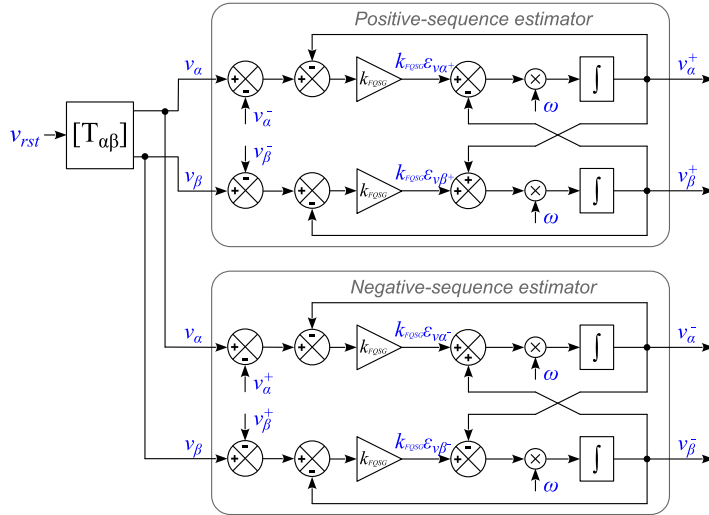 Positive-sequence estimator
v_α k_FQSG k_FQSG ε_vα+ v_α^+
v_α^- ω
v_rst [T_αβ]
v_β^-
v_β k_FQSG k_FQSG ε_vβ+ v_β^+
ω
Negative-sequence estimator
v_α k_FQSG k_FQSG ε_vα- v_α^-
v_α^+ ω
v_β^+
v_β k_FQSG k_FQSG ε_vβ- v_β^-
ω